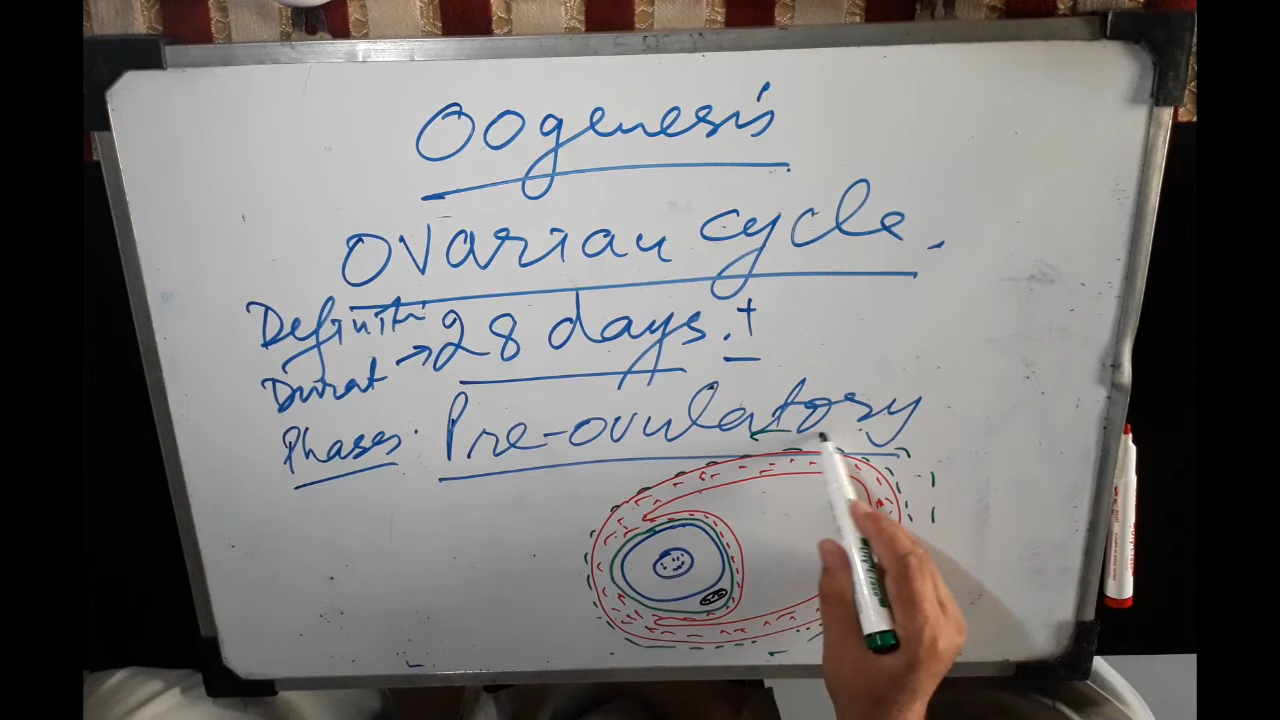 Oogenesis
Ovarian cycle.
Definiti
Durat → 28 days. ±
Phases. Pre-ovulatory